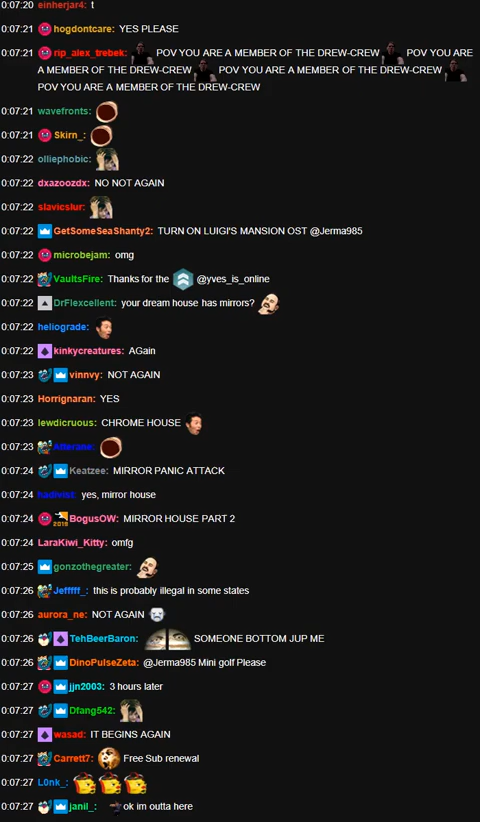 0:07:20 einherjar4: t
0:07:21 hogdontcare: YES PLEASE
0:07:21 rip_alex_trebek: POV YOU ARE A MEMBER OF THE DREW-CREW POV YOU ARE
A MEMBER OF THE DREW-CREW POV YOU ARE A MEMBER OF THE DREW-CREW
POV YOU ARE A MEMBER OF THE DREW-CREW
0:07:21 wavefronts:
0:07:21 Skirn_:
0:07:22 olliephobic:
0:07:22 dxazoozdx: NO NOT AGAIN
0:07:22 slavicslur:
0:07:22 GetSomeSeaShanty2: TURN ON LUIGI'S MANSION OST @Jerma985
0:07:22 microbejam: omg
0:07:22 VaultsFire: Thanks for the @yves_is_online
0:07:22 DrFlexcellent: your dream house has mirrors?
0:07:22 heliograde:
0:07:22 kinkycreatures: AGain
0:07:23 vinnvy: NOT AGAIN
0:07:23 Horrignaran: YES
0:07:23 lewdicruous: CHROME HOUSE
0:07:23
0:07:24 Keatzee: MIRROR PANIC ATTACK
0:07:24 hadivist: yes, mirror house
0:07:24 2018 BogusOW: MIRROR HOUSE PART 2
0:07:24 LaraKiwi_Kitty: omfg
0:07:25 gonzothegreater:
0:07:26 Jefffff_: this is probably illegal in some states
0:07:26 aurora_ne: NOT AGAIN
0:07:26 TehBeerBaron: SOMEONE BOTTOM JUP ME
0:07:26 DinoPulseZeta: @Jerma985 Mini golf Please
0:07:27 jjn2003: 3 hours later
0:07:27 Dfang542:
0:07:27 wasad: IT BEGINS AGAIN
0:07:27 Carrett7: Free Sub renewal
0:07:27 L0nk_:
0:07:27 janil_: ok im outta here